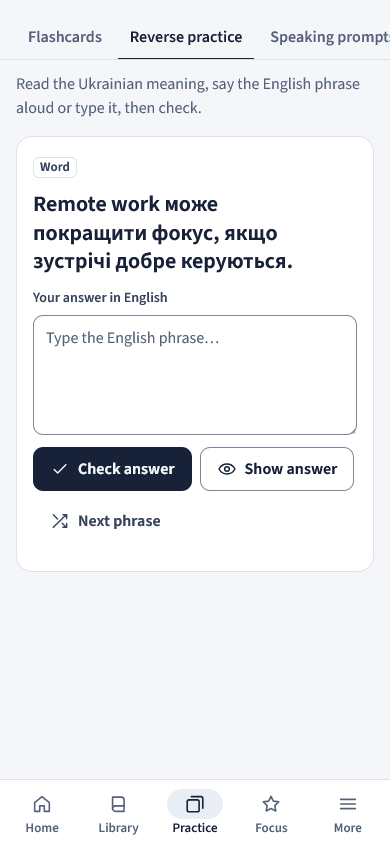 Flashcards Reverse practice Speaking prompts
Read the Ukrainian meaning, say the English phrase
aloud or type it, then check.
Word
Remote work може
покращити фокус, якщо
зустрічі добре керуються.
Your answer in English
Type the English phrase…
Check answer Show answer
Next phrase
Home Library Practice Focus More